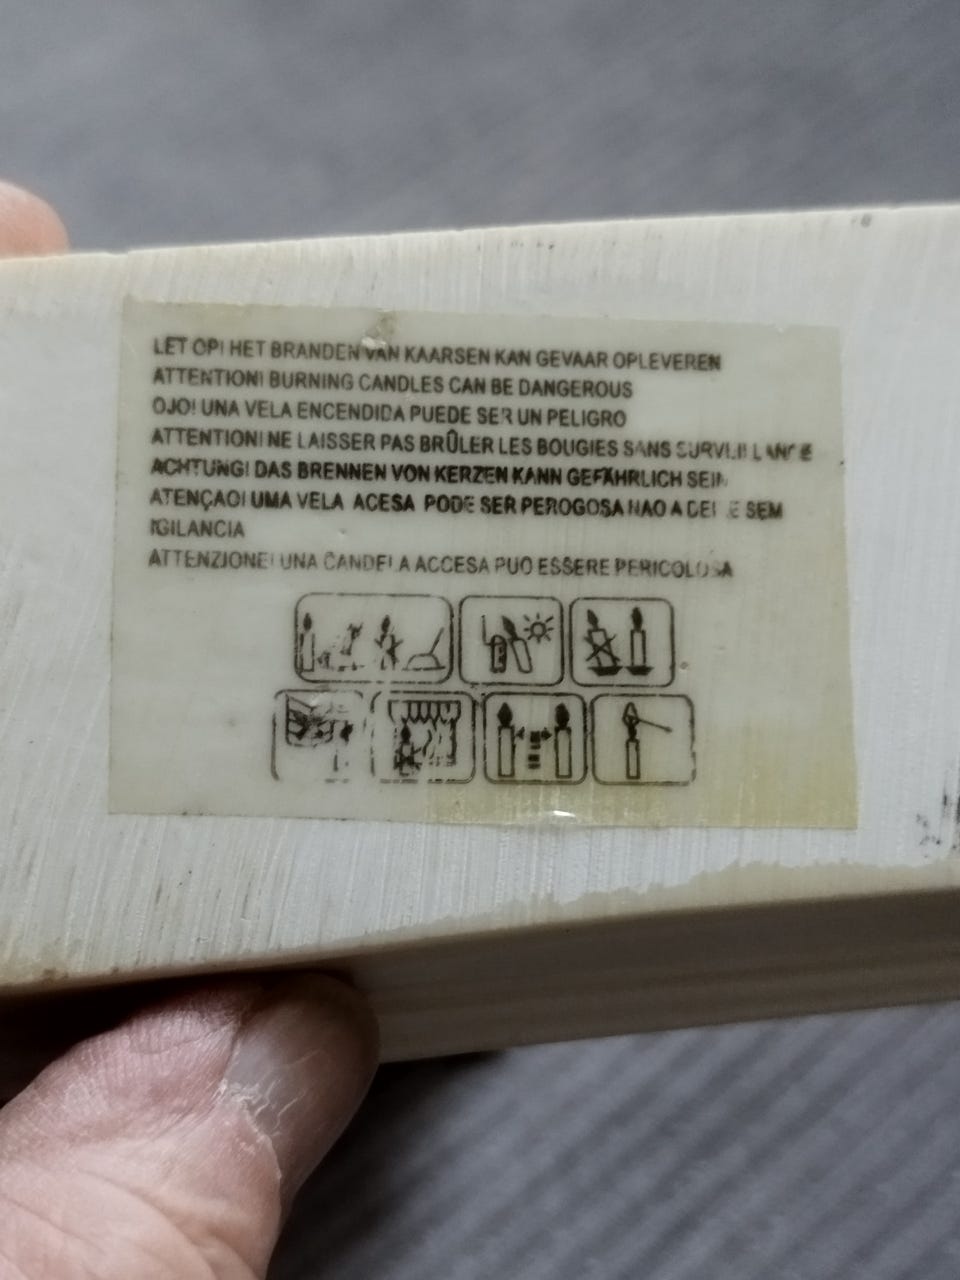 LET OP! HET BRANDEN VAN KAARSEN KAN GEVAAR OPLEVEREN
ATTENTION! BURNING CANDLES CAN BE DANGEROUS
OJO! UNA VELA ENCENDIDA PUEDE SER UN PELIGRO
ATTENTION! NE LAISSER PAS BRÛLER LES BOUGIES SANS SURVEILLANCE
ACHTUNG! DAS BRENNEN VON KERZEN KANN GEFÄHRLICH SEIN
ATENÇAO! UMA VELA ACESA PODE SER PEROGOSA NAO A SEM
IGILANCIA
ATTENZIONE! UNA CANDELA ACCESA PUO ESSERE PERICOLOSA